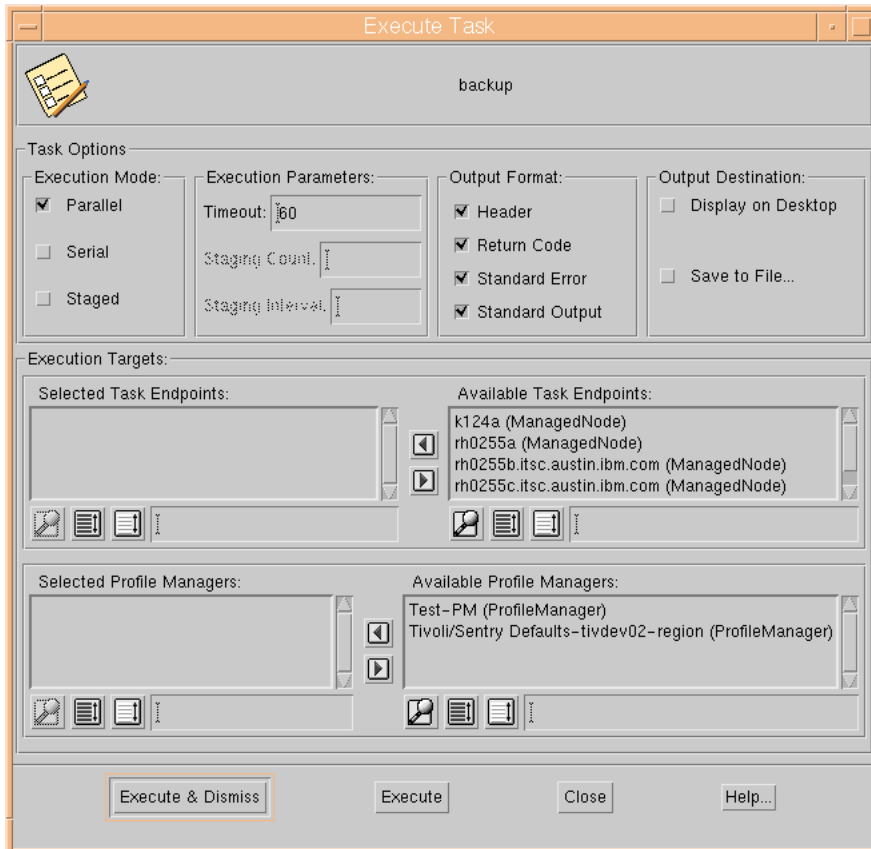 Execute Task
backup
Task Options
Execution Mode:
Parallel
Serial
Staged
Execution Parameters:
Timeout: 60
Staging Count:
Staging Interval:
Output Format:
Header
Return Code
Standard Error
Standard Output
Output Destination:
Display on Desktop
Save to File...
Execution Targets:
Selected Task Endpoints:
Available Task Endpoints:
k124a (ManagedNode)
rh0255a (ManagedNode)
rh0255b.itsc.austin.ibm.com (ManagedNode)
rh0255c.itsc.austin.ibm.com (ManagedNode)
Selected Profile Managers:
Available Profile Managers:
Test-PM (ProfileManager)
Tivoli/Sentry Defaults-tivdev02-region (ProfileManager)
Execute & Dismiss
Execute
Close
Help...